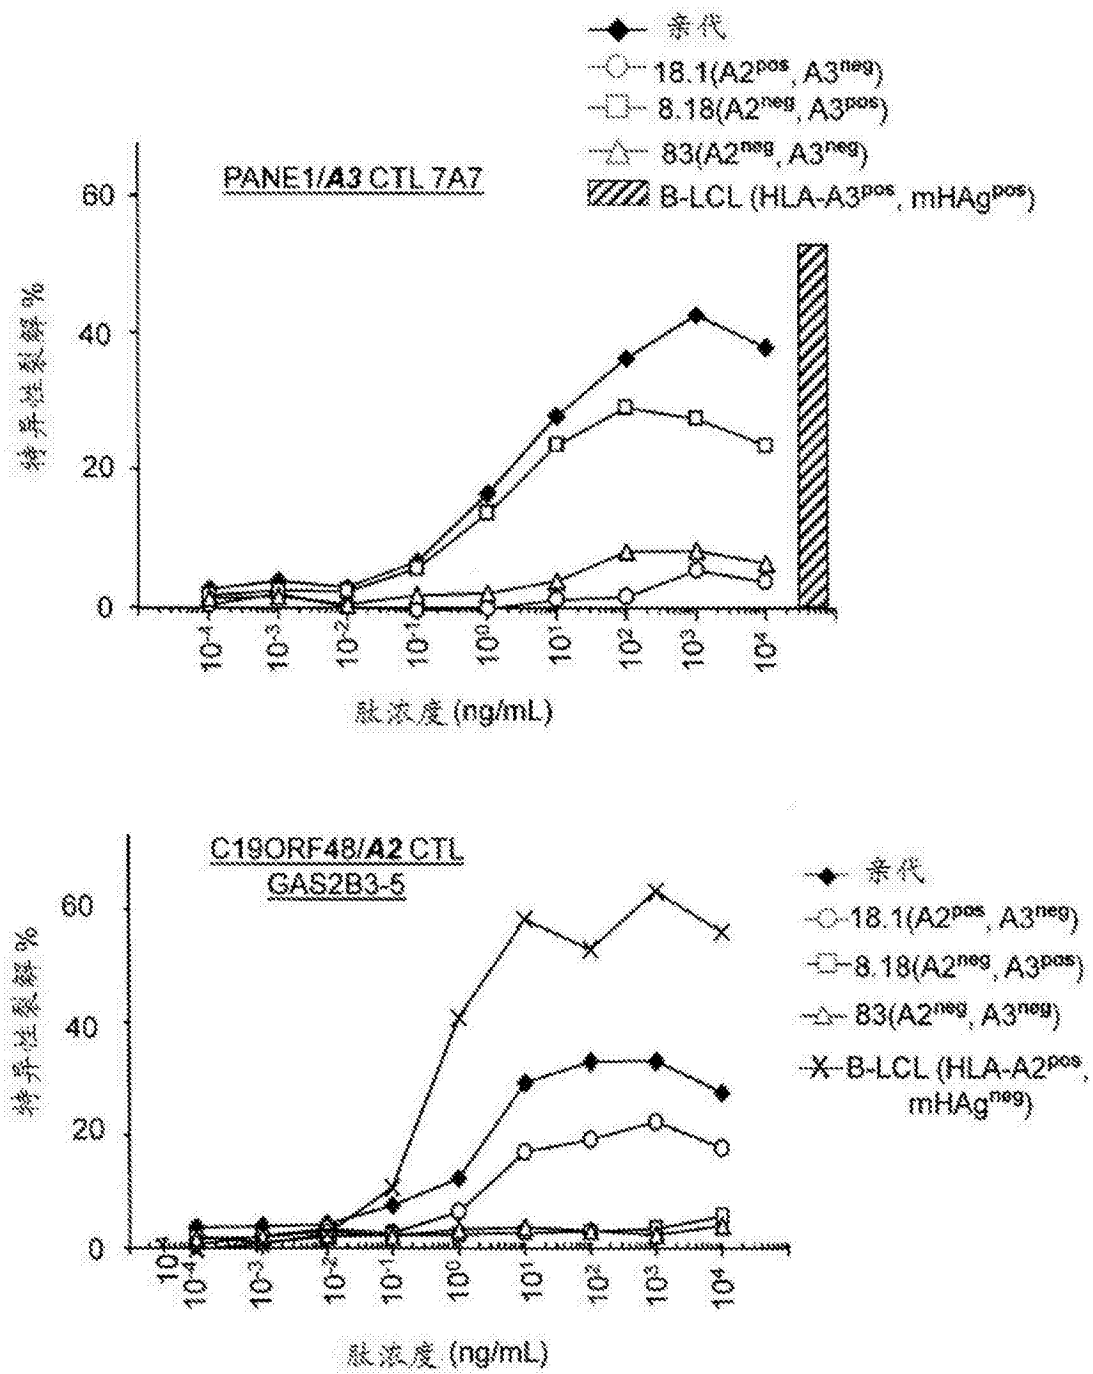 亲代
18.1(A2pos, A3neg)
8.18(A2neg, A3pos)
83(A2neg, A3neg)
B-LCL (HLA-A3pos, mHAgpos)
PANE1/A3 CTL 7A7
特异性裂解 %
60
40
20
0
10-4
10-3
10-2
10-1
100
101
102
103
104
肽浓度 (ng/mL)
C19ORF48/A2 CTL
GAS2B3-5
亲代
18.1(A2pos, A3neg)
8.18(A2neg, A3pos)
83(A2neg, A3neg)
B-LCL (HLA-A2pos,
mHAgneg)
特异性裂解 %
60
40
20
0
10-4
10-3
10-2
10-1
100
101
102
103
104
肽浓度 (ng/mL)